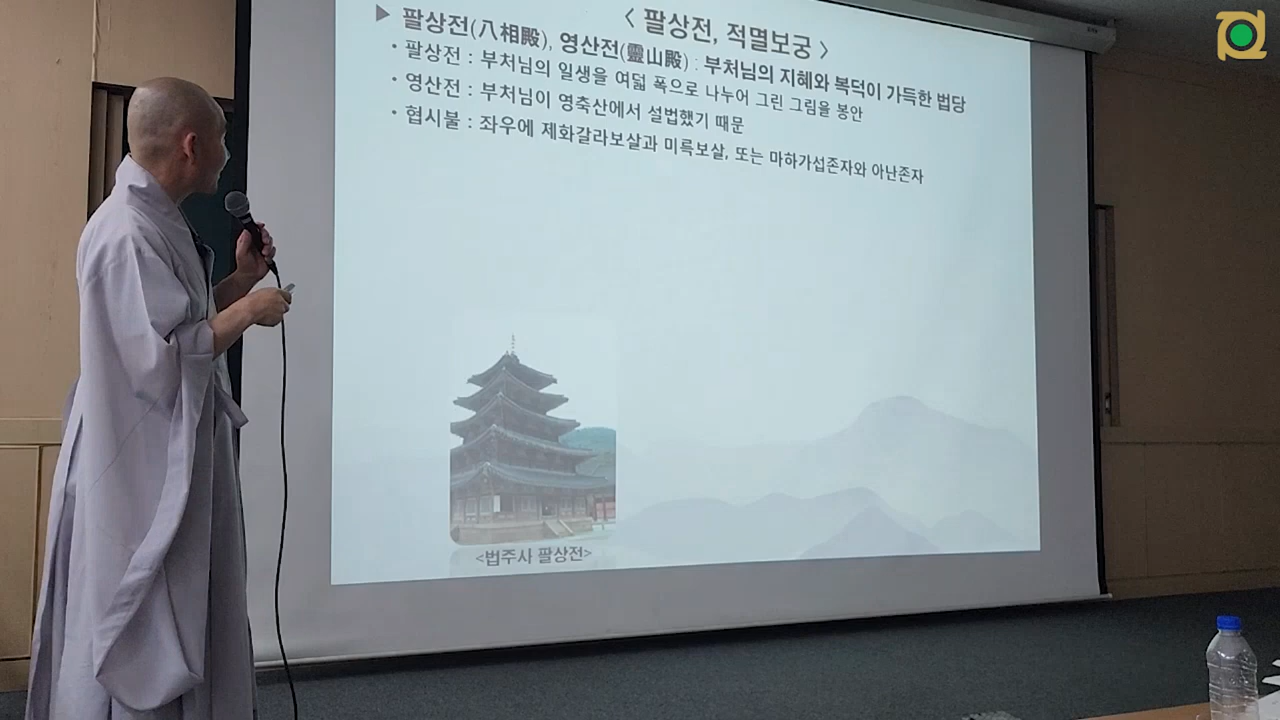 < 팔상전, 적멸보궁 >
▶ 팔상전(八相殿), 영산전(靈山殿) : 부처님의 지혜와 복덕이 가득한 법당
· 팔상전 : 부처님의 일생을 여덟 폭으로 나누어 그린 그림을 봉안
· 영산전 : 부처님이 영축산에서 설법했기 때문
· 협시불 : 좌우에 제화갈라보살과 미륵보살, 또는 마하가섭존자와 아난존자
<법주사 팔상전>